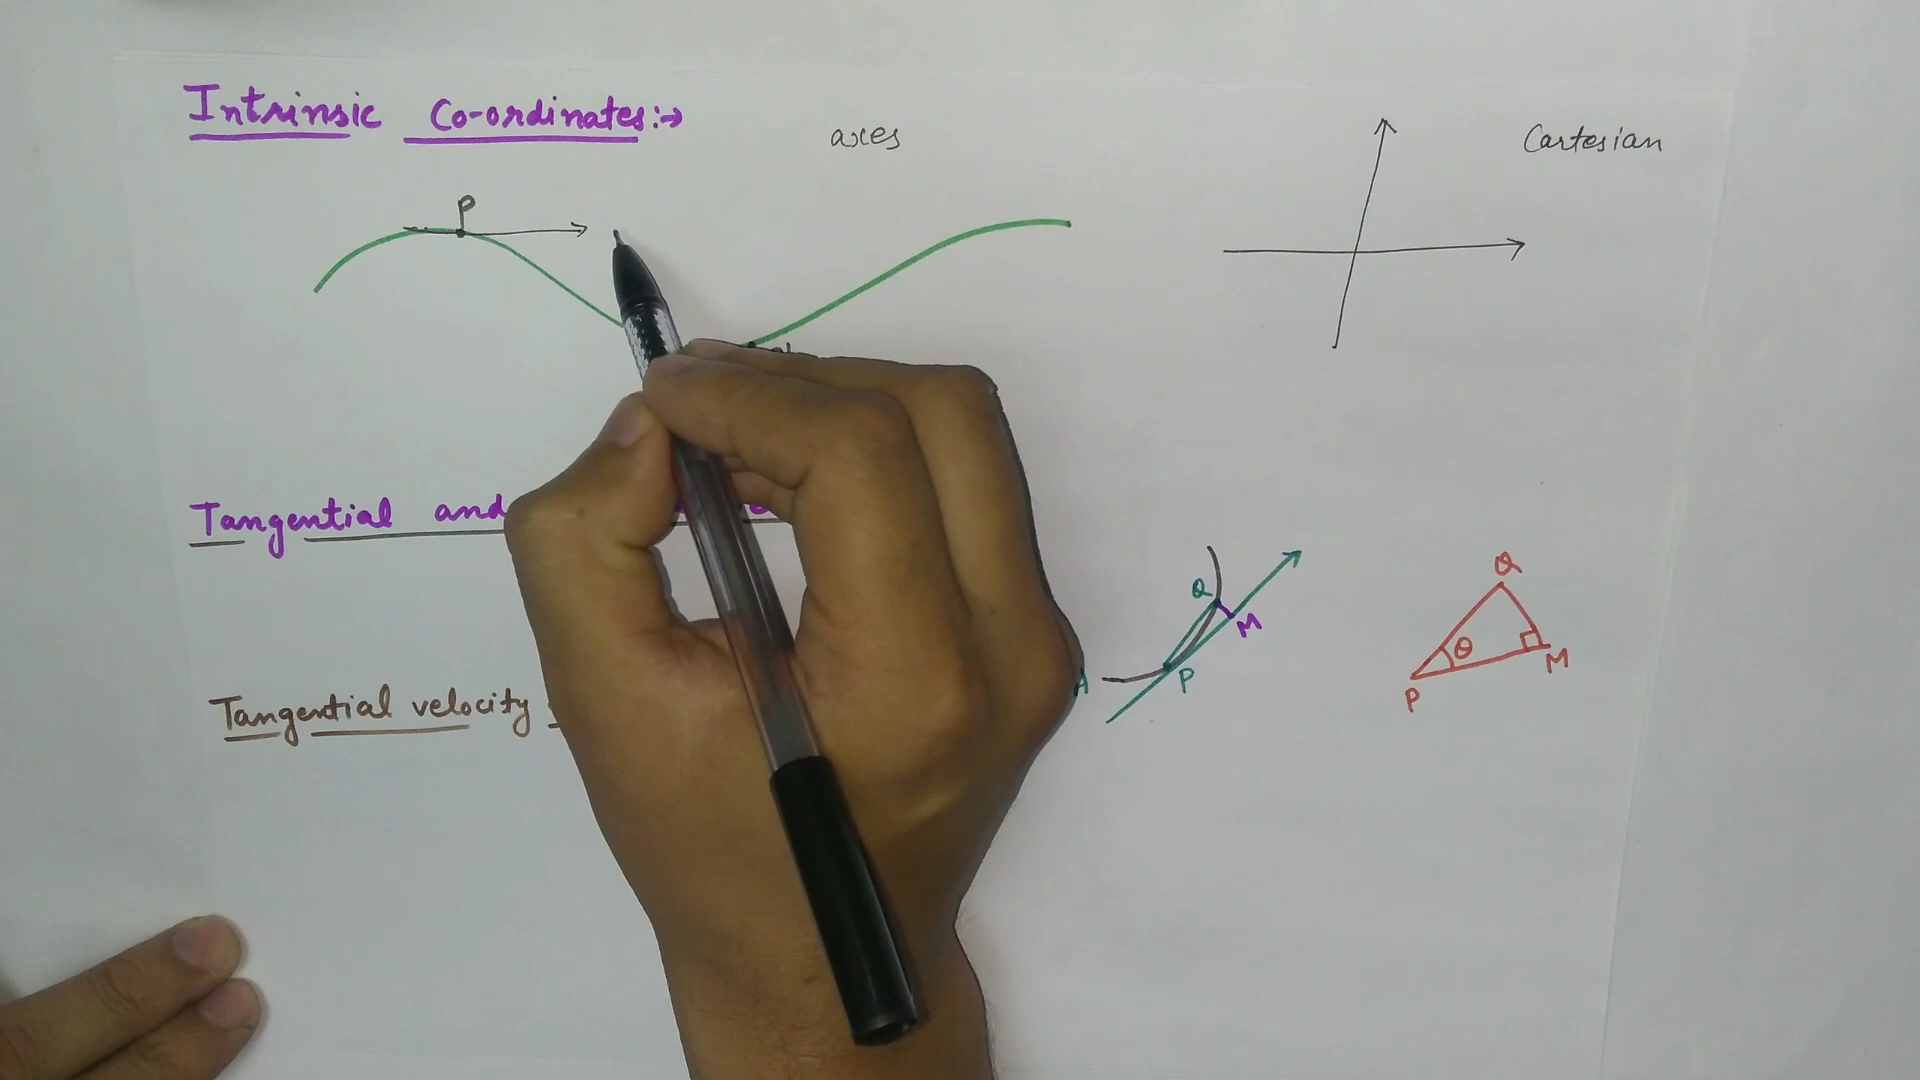 Intrinsic Co-ordinates:→
axes
Cartesian
P
Tangential and
Q
M
P
A
Q
θ
M
P
Tangential velocity